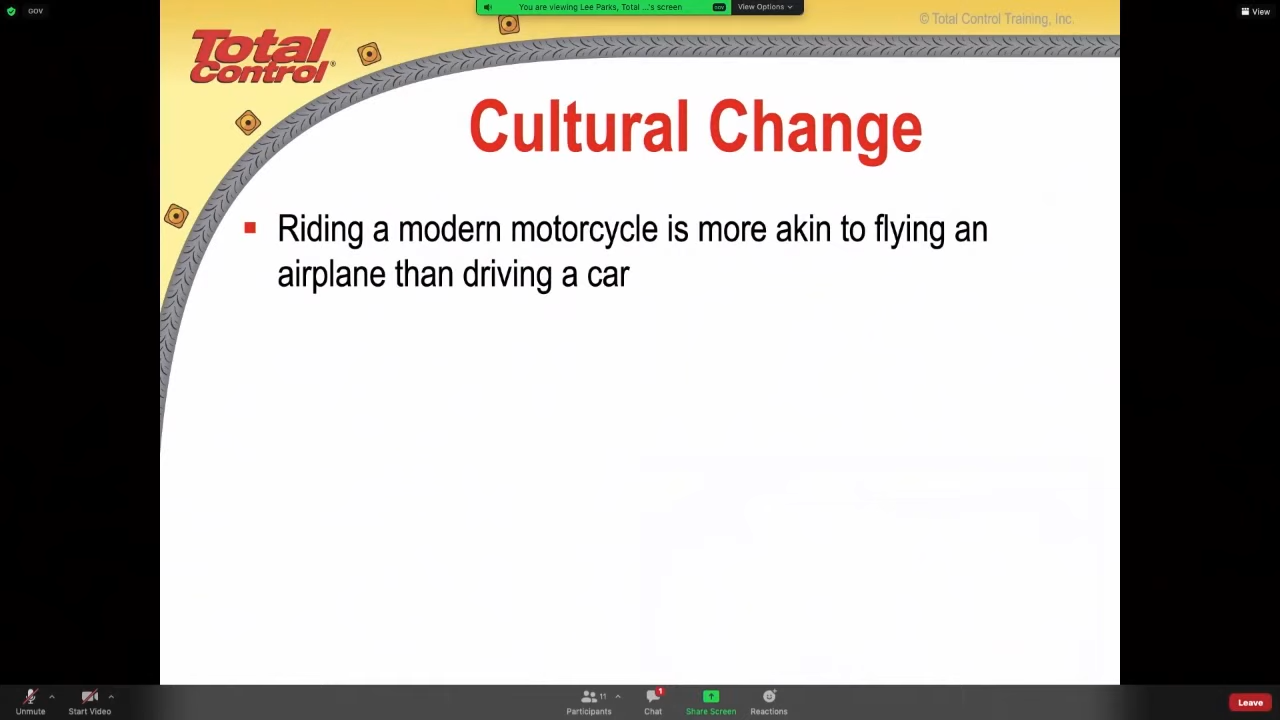 GOV
You are viewing Lee Parks, Total ...'s screen
GOV
View Options
© Total Control Training, Inc.
View
Total
Control®
Cultural Change
Riding a modern motorcycle is more akin to flying an
airplane than driving a car
Unmute
Start Video
11
Participants
1
Chat
Share Screen
Reactions
Leave